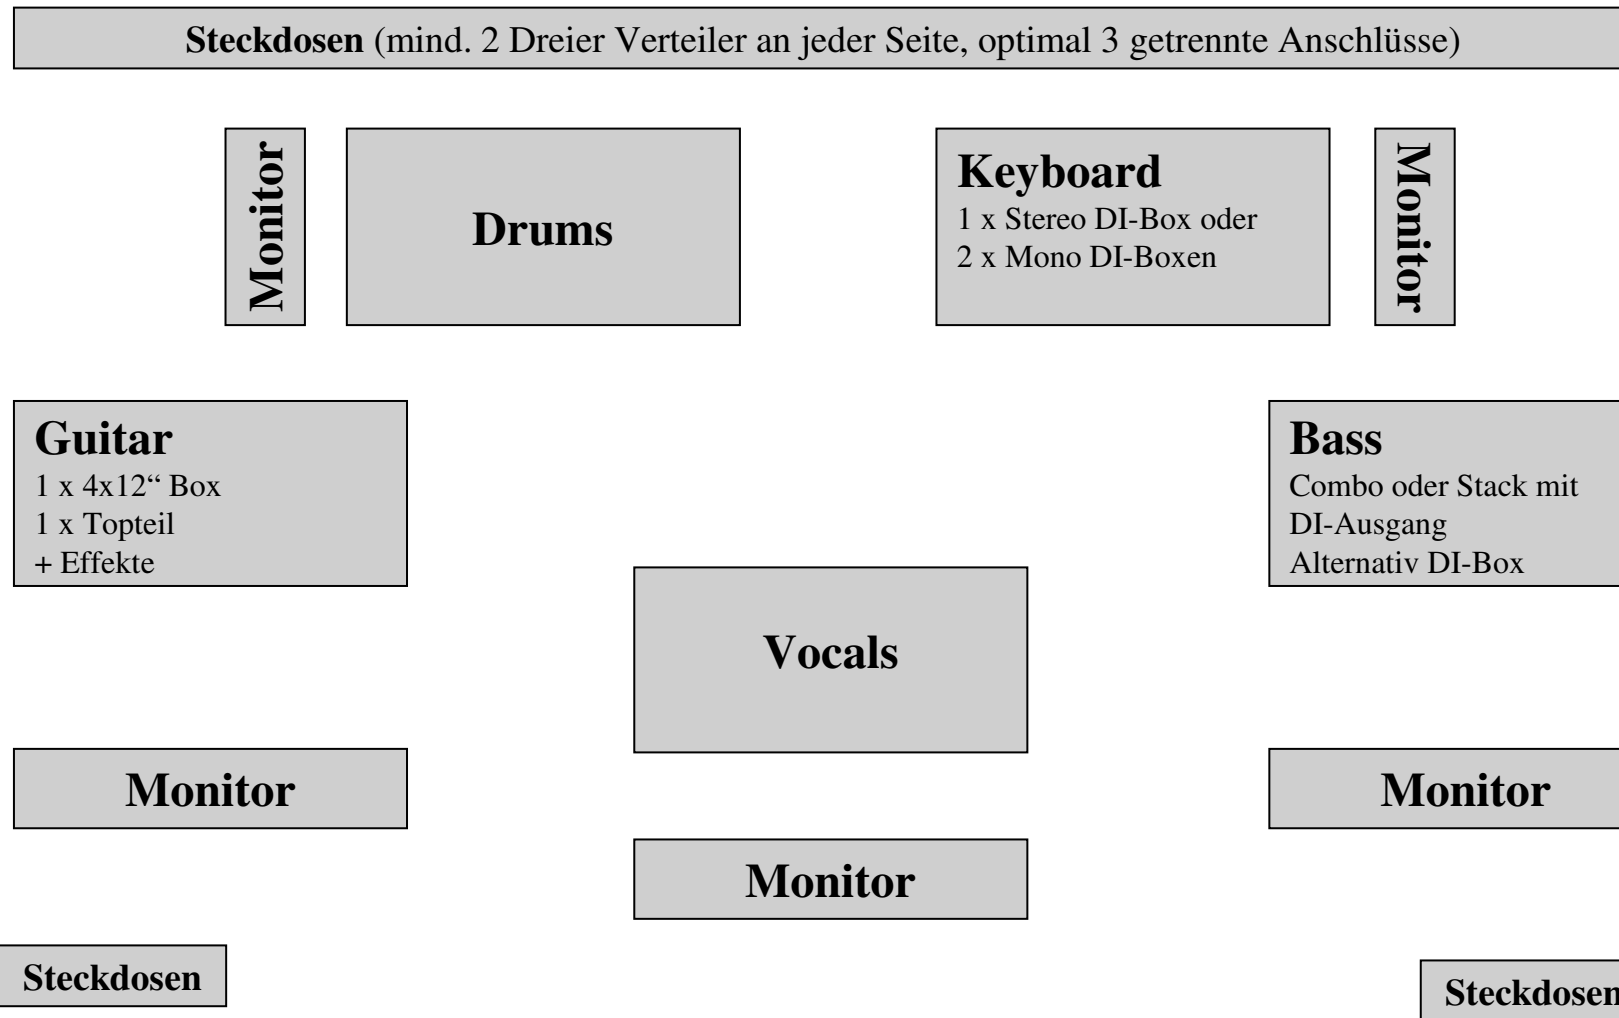 Steckdosen (mind. 2 Dreier Verteiler an jeder Seite, optimal 3 getrennte Anschlüsse)
Monitor
Drums
Keyboard
1 x Stereo DI-Box oder
2 x Mono DI-Boxen
Monitor
Guitar
1 x 4x12“ Box
1 x Topteil
+ Effekte
Bass
Combo oder Stack mit
DI-Ausgang
Alternativ DI-Box
Vocals
Monitor
Monitor
Monitor
Steckdosen
Steckdosen